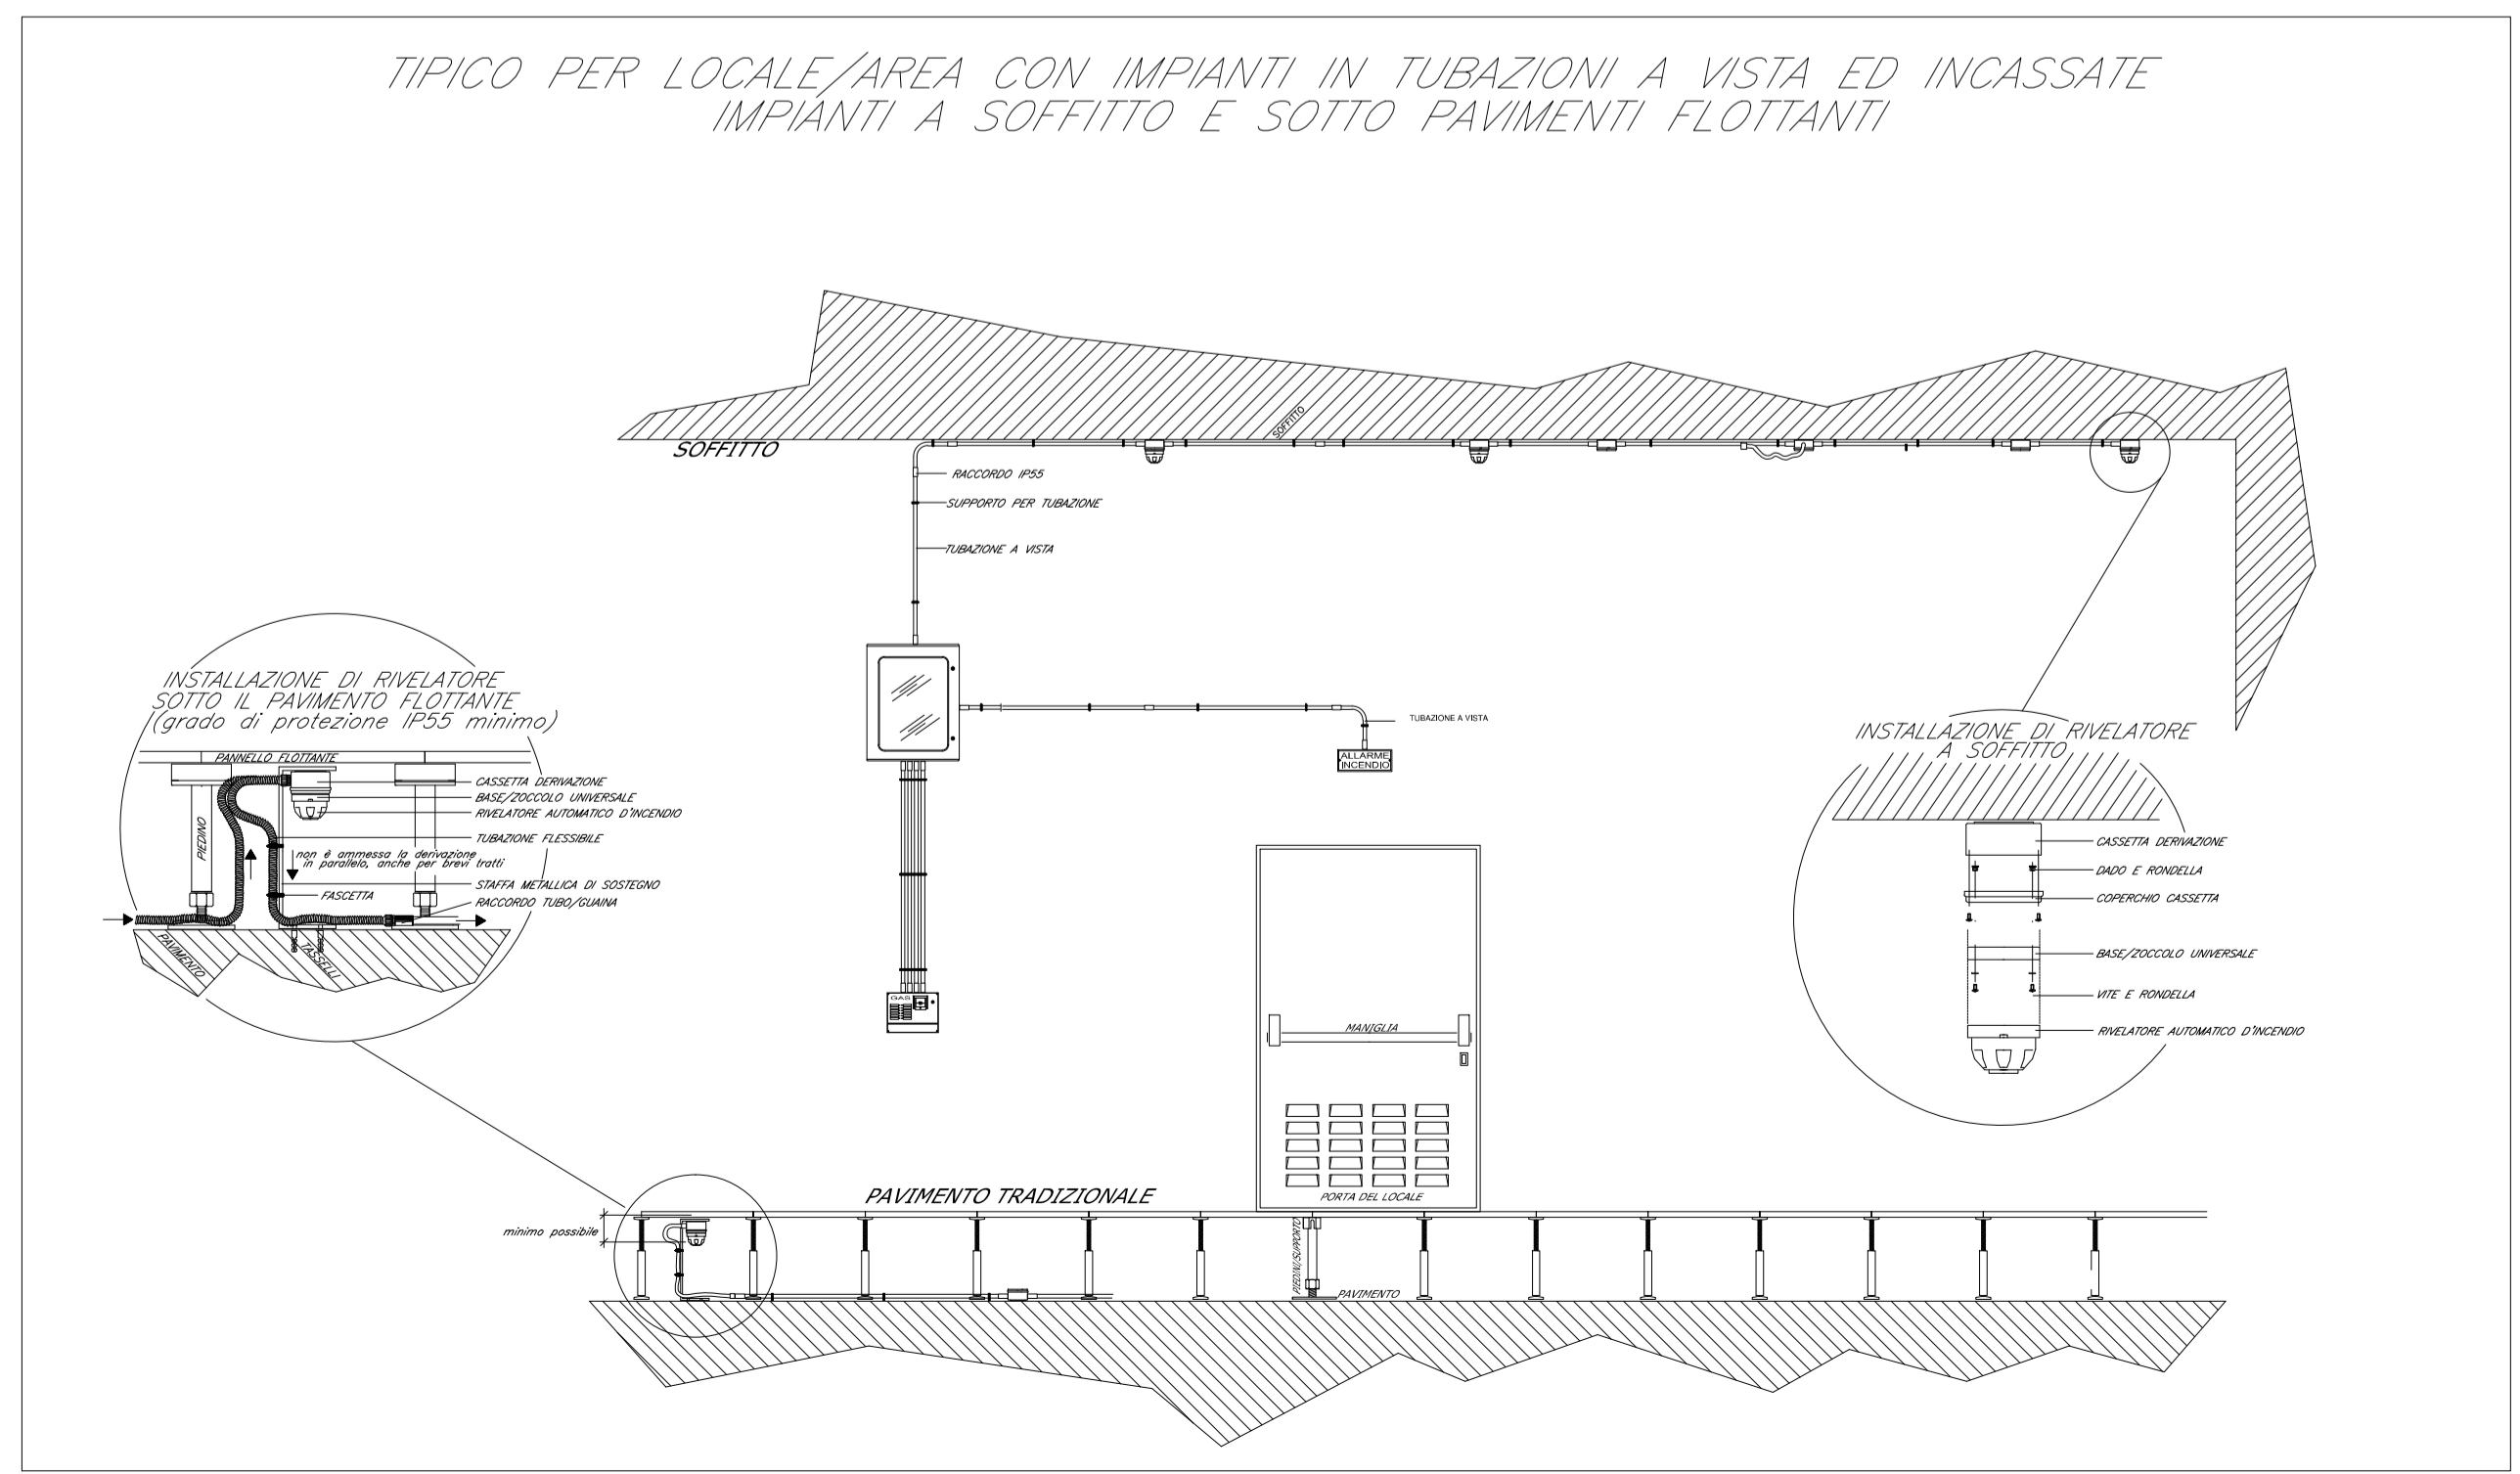 TIPICO PER LOCALE/AREA CON IMPIANTI IN TUBAZIONI A VISTA ED INCASSATE
IMPIANTI A SOFFITTO E SOTTO PAVIMENTI FLOTTANTI
SOFFITTO
SOFFITTO
RACCORDO IP55
SUPPORTO PER TUBAZIONE
TUBAZIONE A VISTA
TUBAZIONE A VISTA
ALLARME
INCENDIO
GAS
INSTALLAZIONE DI RIVELATORE
SOTTO IL PAVIMENTO FLOTTANTE
(grado di protezione IP55 minimo)
PANNELLO FLOTTANTE
CASSETTA DERIVAZIONE
BASE/ZOCCOLO UNIVERSALE
RIVELATORE AUTOMATICO D'INCENDIO
PIEDINO
TUBAZIONE FLESSIBILE
non è ammessa la derivazione
in parallelo, anche per brevi tratti
STAFFA METALLICA DI SOSTEGNO
FASCETTA
RACCORDO TUBO/GUAINA
PAVIMENTO
TASSELLI
INSTALLAZIONE DI RIVELATORE
A SOFFITTO
CASSETTA DERIVAZIONE
DADO E RONDELLA
COPERCHIO CASSETTA
BASE/ZOCCOLO UNIVERSALE
VITE E RONDELLA
RIVELATORE AUTOMATICO D'INCENDIO
MANIGLIA
PORTA DEL LOCALE
PAVIMENTO TRADIZIONALE
minimo possibile
PIEDINI/SUPPORTO
PAVIMENTO